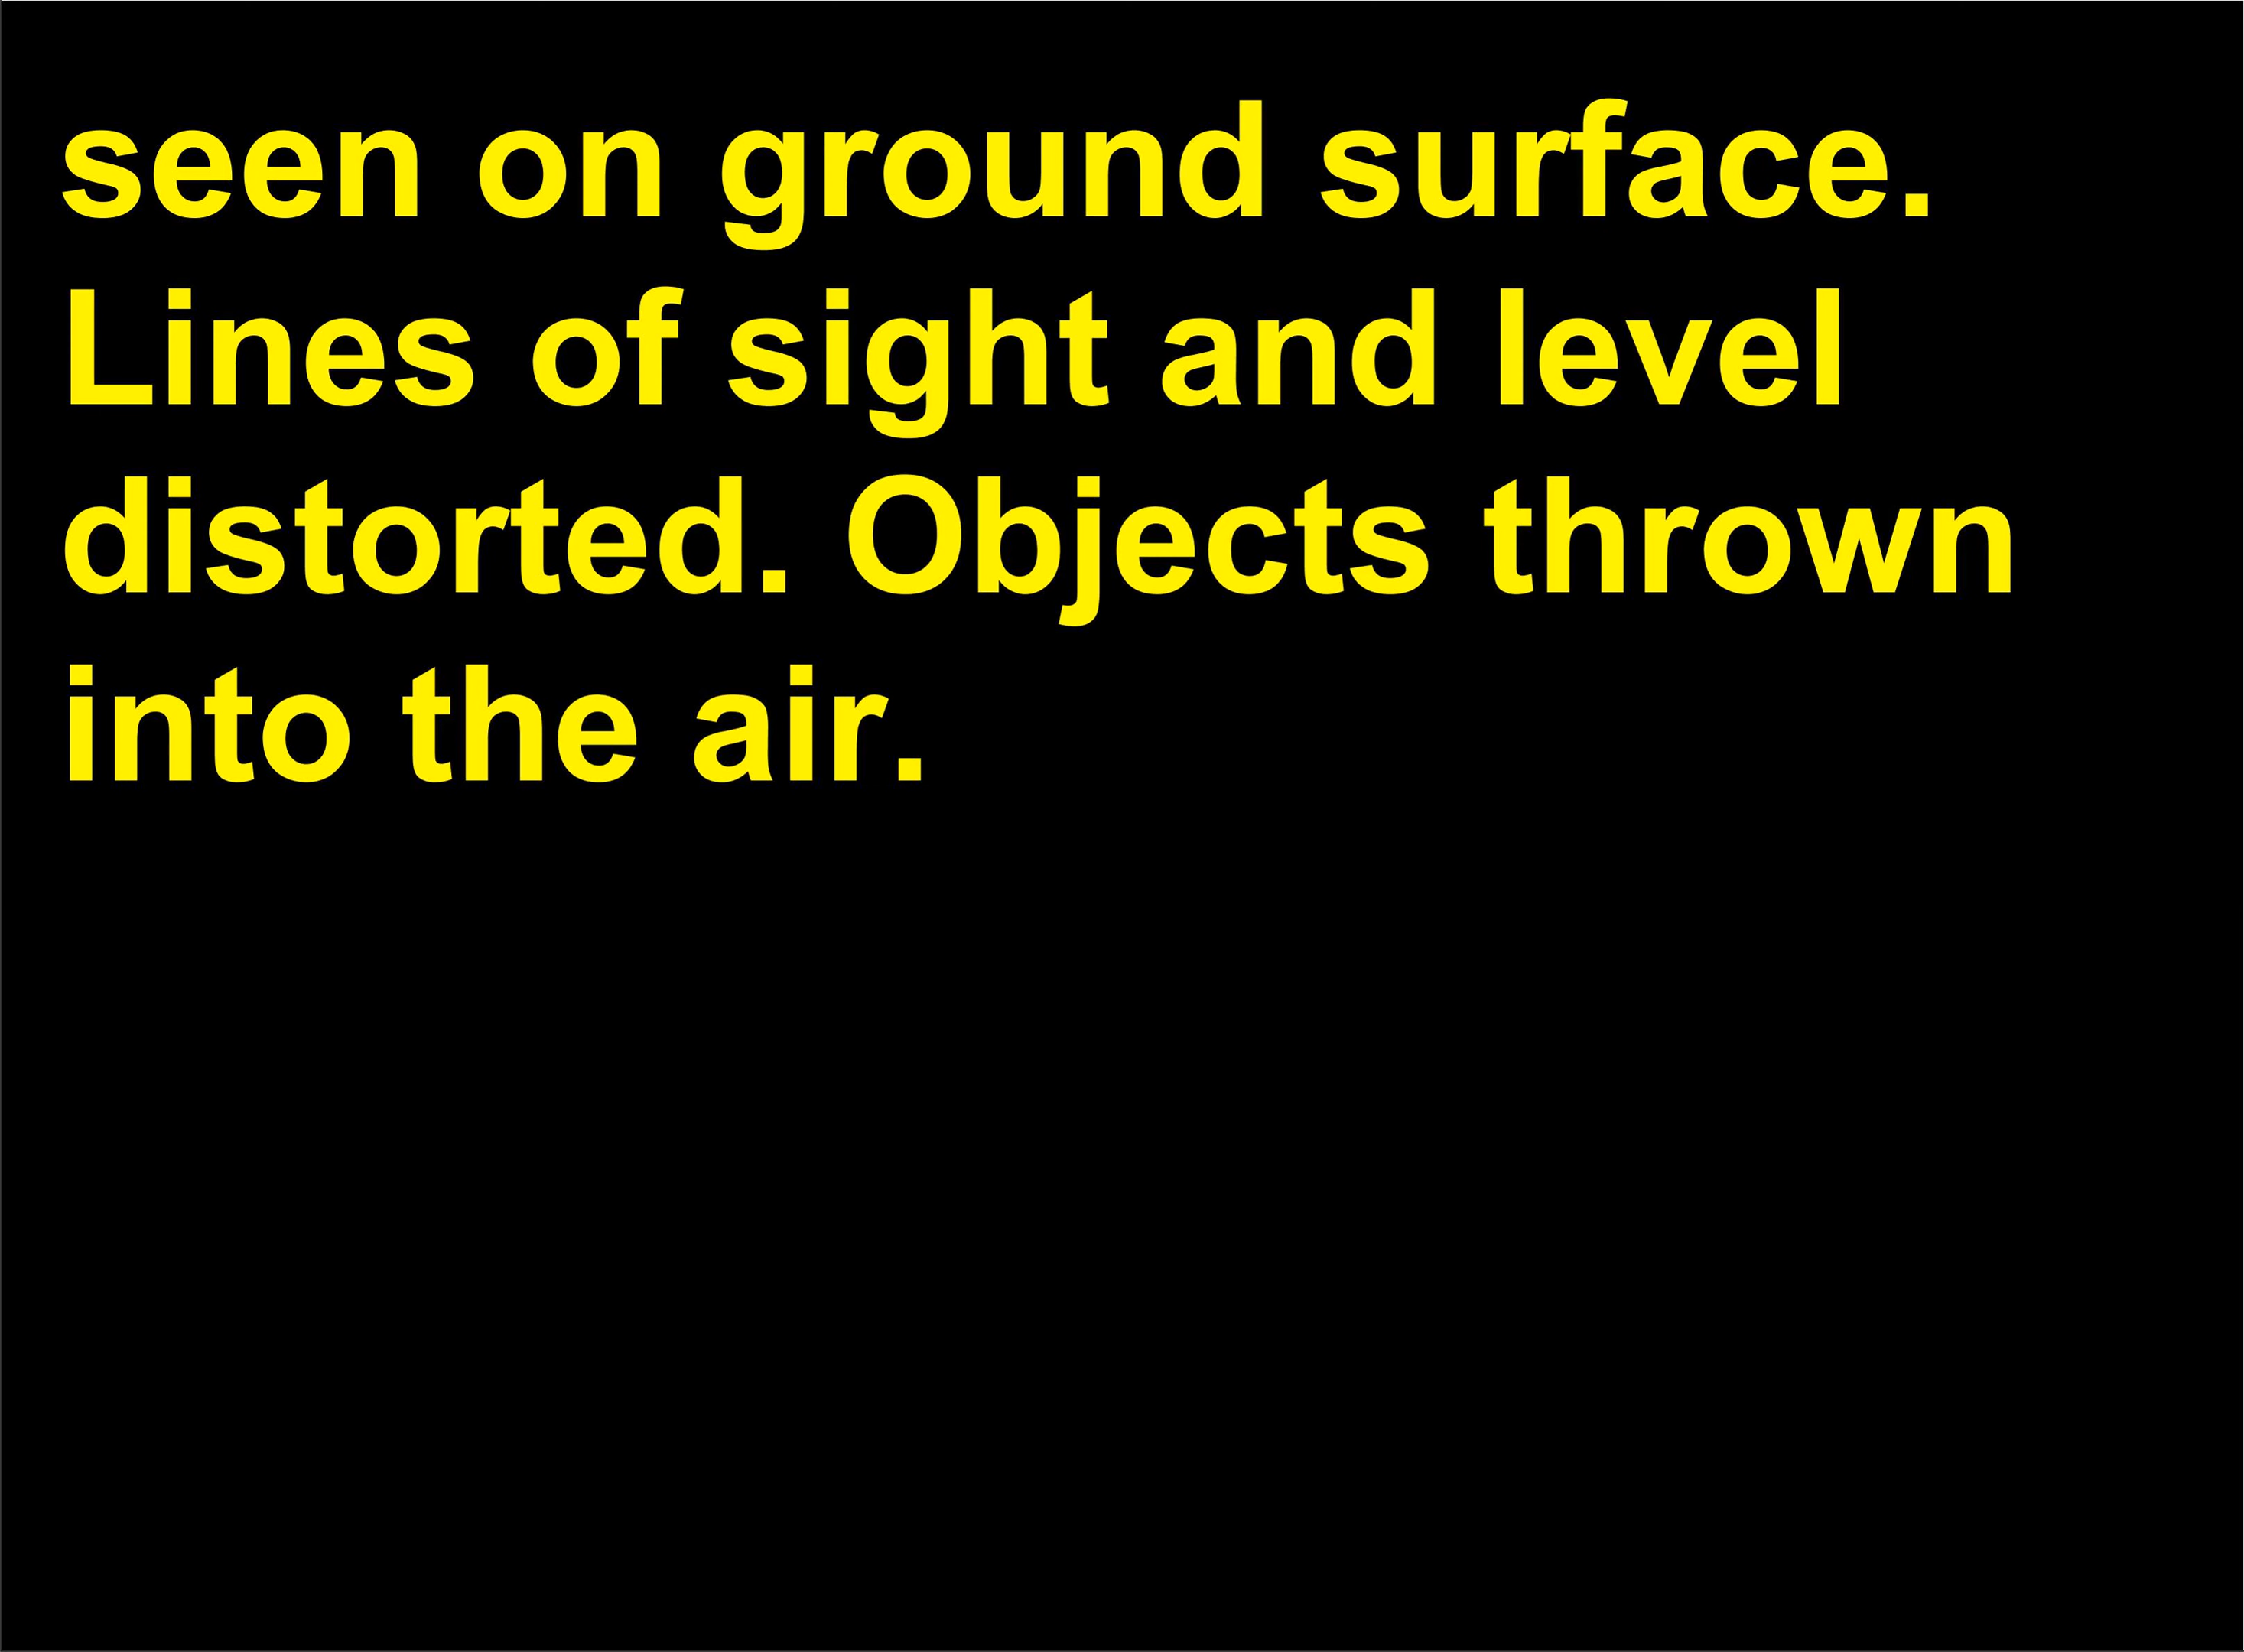 seen on ground surface.
Lines of sight and level
distorted. Objects thrown
into the air.